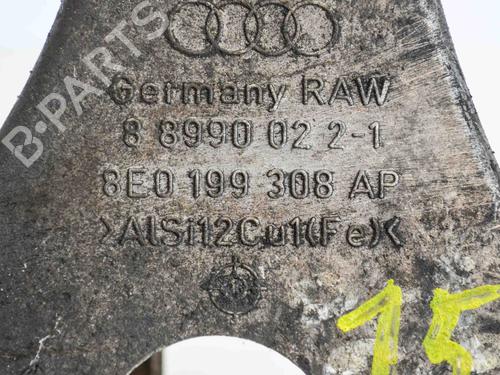 B-PARTS
Germany RAW
8 8990 02 2-1
8E0 199 308 AP
>AlSi12Cu1(Fe)<
15